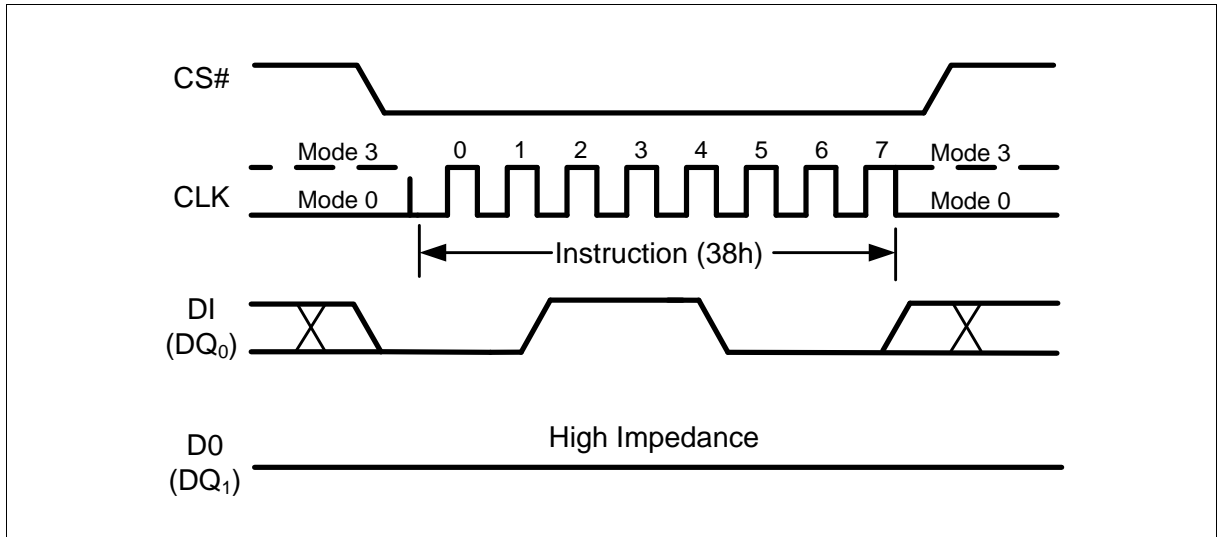 CS#
Mode 3 0 1 2 3 4 5 6 7 Mode 3
CLK Mode 0 Mode 0
Instruction (38h)
DI
(DQ₀)
High Impedance
D0
(DQ₁)